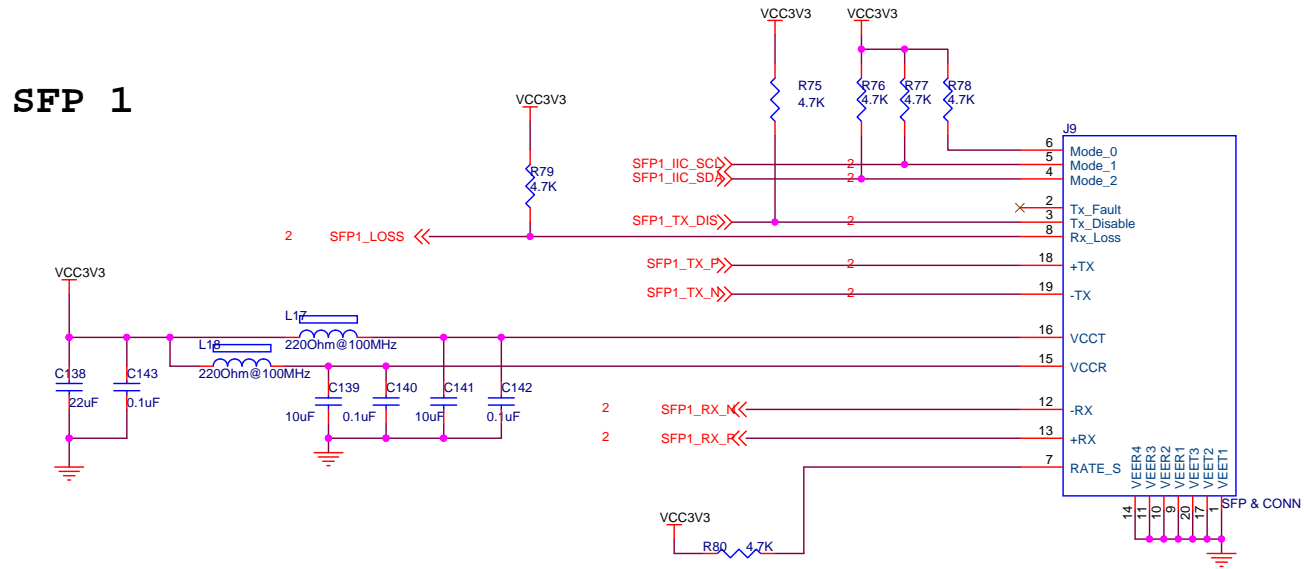 SFP 1
VCC3V3
VCC3V3
VCC3V3
R75
4.7K
R76
4.7K
R77
4.7K
R78
4.7K
R79
4.7K
J9
SFP1_IIC_SCL 2
SFP1_IIC_SDA 2
SFP1_TX_DIS 2
2 SFP1_LOSS
SFP1_TX_P 2
SFP1_TX_N 2
6 Mode_0
5 Mode_1
4 Mode_2
2 Tx_Fault
3 Tx_Disable
8 Rx_Loss
18 +TX
19 -TX
16 VCCT
15 VCCR
12 -RX
13 +RX
7 RATE_S
VCC3V3
L17
220Ohm@100MHz
L18
220Ohm@100MHz
C138
22uF
C143
0.1uF
C139
10uF
C140
0.1uF
C141
10uF
C142
0.1uF
2 SFP1_RX_N
2 SFP1_RX_P
VEER4
VEER3
VEER2
VEER1
VEET3
VEET2
VEET1
14
11
10
9
20
17
1
SFP & CONN
VCC3V3
R80 4.7K